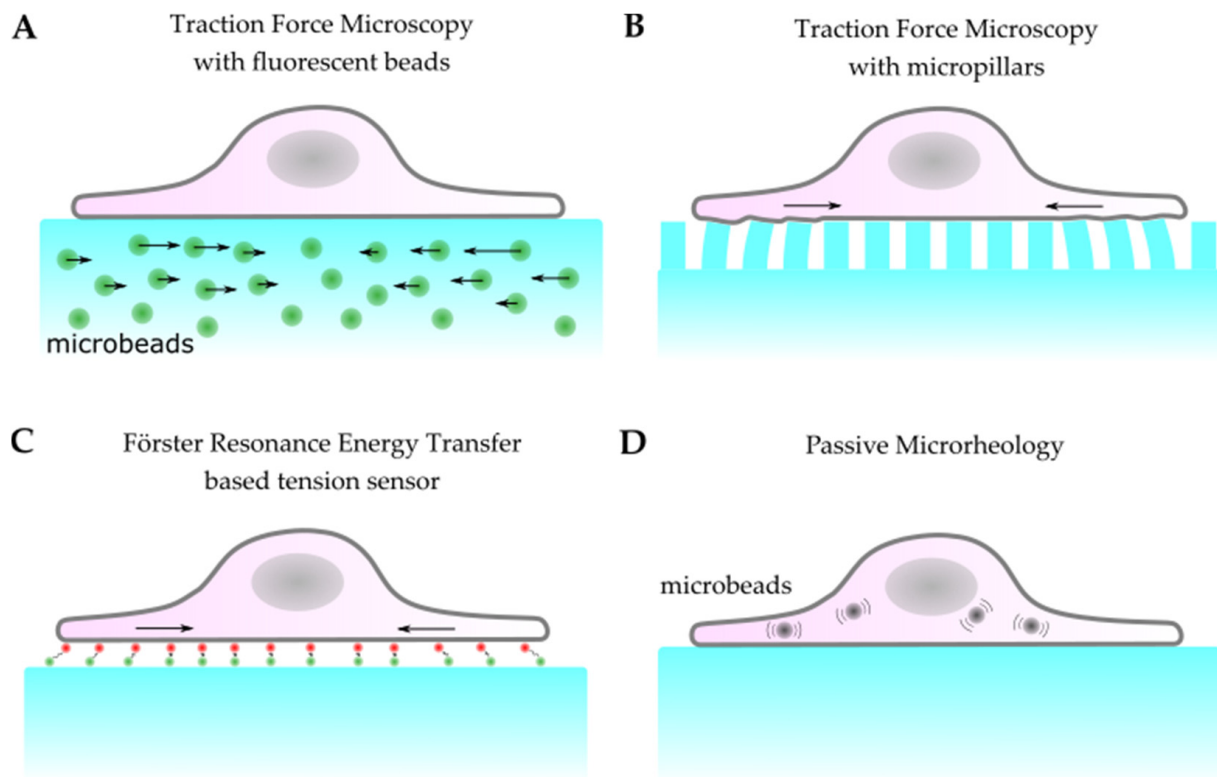 A
Traction Force Microscopy
with fluorescent beads
microbeads
B
Traction Force Microscopy
with micropillars
C
Förster Resonance Energy Transfer
based tension sensor
D
Passive Microrheology
microbeads